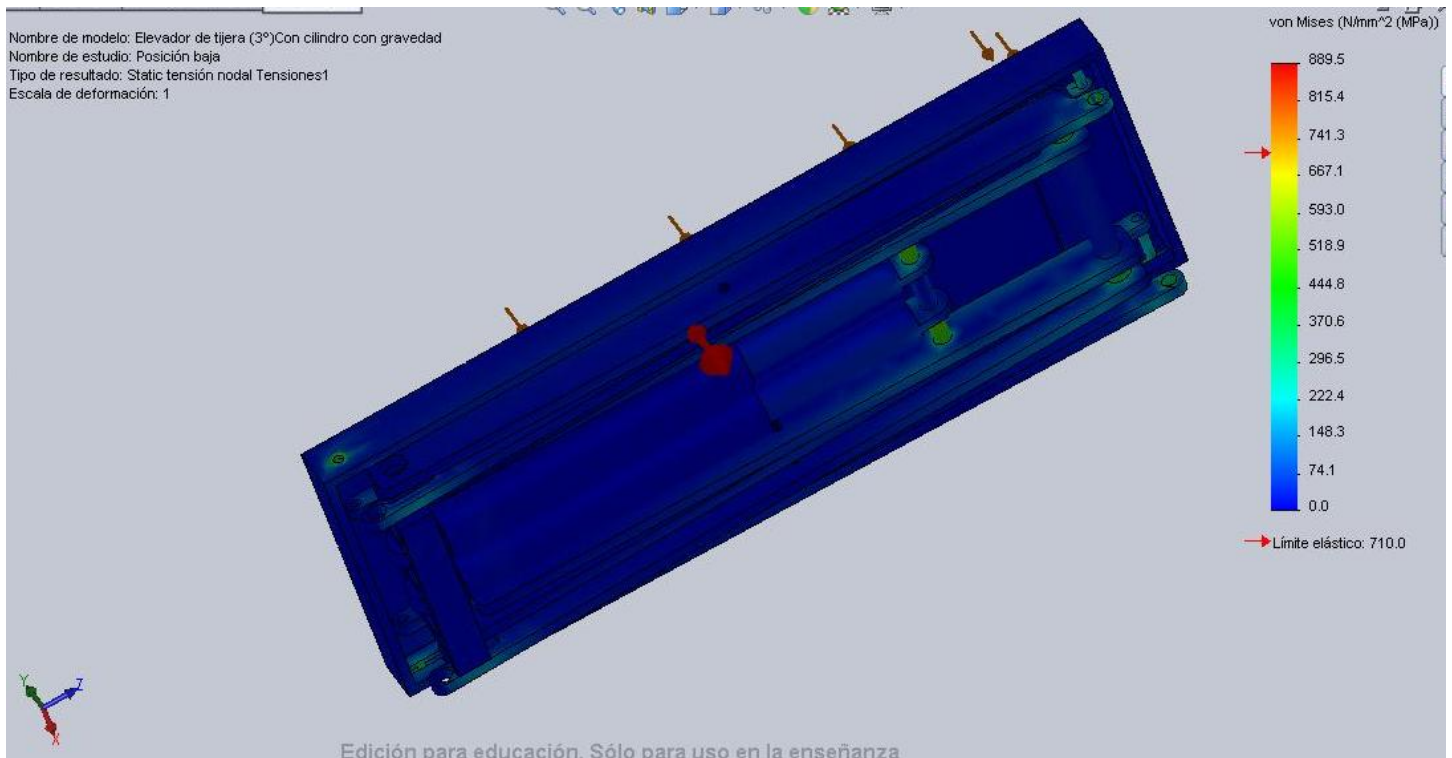 Nombre de modelo: Elevador de tijera (3º)Con cilindro con gravedad
Nombre de estudio: Posición baja
Tipo de resultado: Static tensión nodal Tensiones1
Escala de deformación: 1
von Mises (N/mm^2 (MPa))
889.5
815.4
741.3
667.1
593.0
518.9
444.8
370.6
296.5
222.4
148.3
74.1
0.0
Límite elástico: 710.0
Y
Z
X
Edición para educación. Sólo para uso en la enseñanza